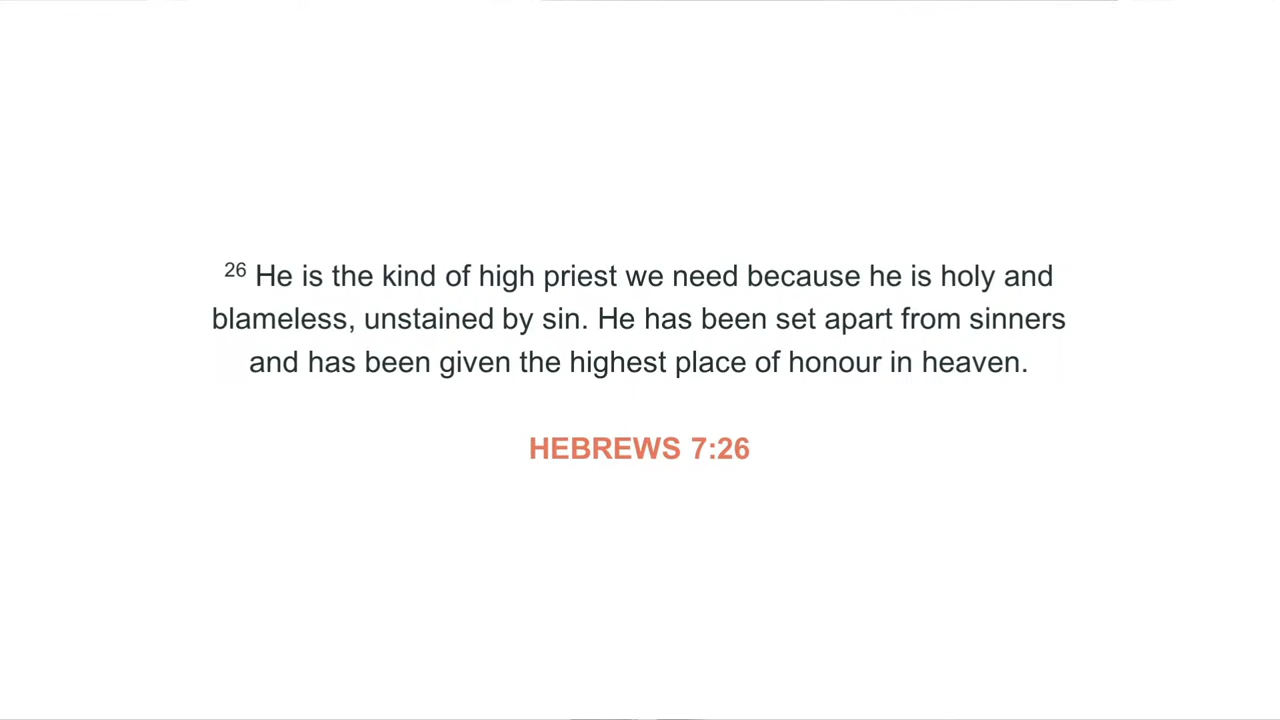 26 He is the kind of high priest we need because he is holy and
blameless, unstained by sin. He has been set apart from sinners
and has been given the highest place of honour in heaven.
HEBREWS 7:26